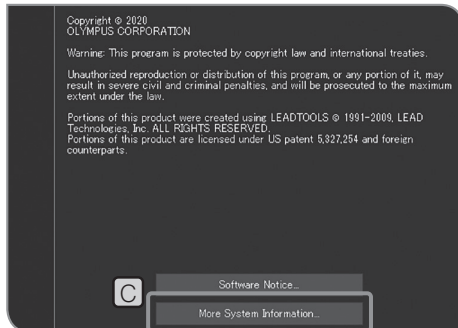 Copyright © 2020
OLYMPUS CORPORATION
Warning: This program is protected by copyright law and international treaties.
Unauthorized reproduction or distribution of this program, or any portion of it, may
result in severe civil and criminal penalties, and will be prosecuted to the maximum
extent under the law.
Portions of this product were created using LEADTOOLS © 1991-2009, LEAD
Technologies, Inc. ALL RIGHTS RESERVED.
Portions of this product are licensed under US patent 5,327,254 and foreign
counterparts.
Software Notice...
C
More System Information...